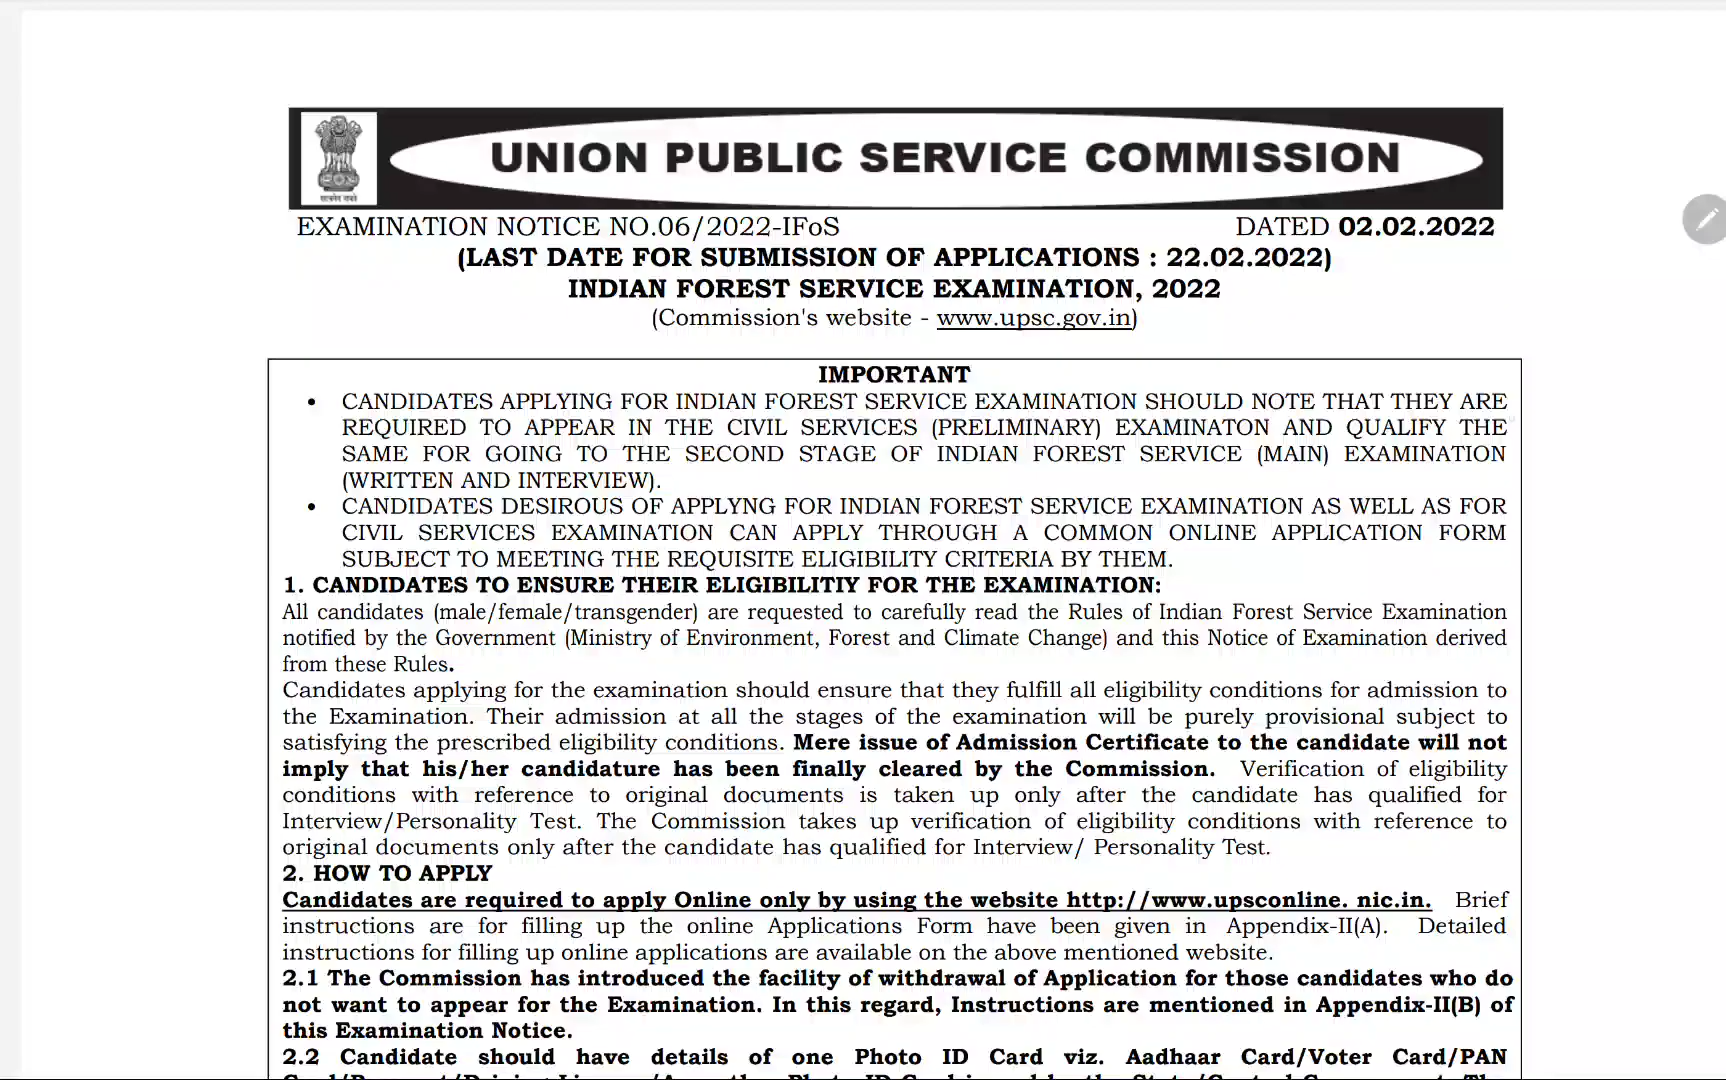 UNION PUBLIC SERVICE COMMISSION
EXAMINATION NOTICE NO.06/2022-IFoS DATED 02.02.2022
(LAST DATE FOR SUBMISSION OF APPLICATIONS : 22.02.2022)
INDIAN FOREST SERVICE EXAMINATION, 2022
(Commission's website - www.upsc.gov.in)
IMPORTANT
• CANDIDATES APPLYING FOR INDIAN FOREST SERVICE EXAMINATION SHOULD NOTE THAT THEY ARE
REQUIRED TO APPEAR IN THE CIVIL SERVICES (PRELIMINARY) EXAMINATON AND QUALIFY THE
SAME FOR GOING TO THE SECOND STAGE OF INDIAN FOREST SERVICE (MAIN) EXAMINATION
(WRITTEN AND INTERVIEW).
• CANDIDATES DESIROUS OF APPLYNG FOR INDIAN FOREST SERVICE EXAMINATION AS WELL AS FOR
CIVIL SERVICES EXAMINATION CAN APPLY THROUGH A COMMON ONLINE APPLICATION FORM
SUBJECT TO MEETING THE REQUISITE ELIGIBILITY CRITERIA BY THEM.
1. CANDIDATES TO ENSURE THEIR ELIGIBILITIY FOR THE EXAMINATION:
All candidates (male/female/transgender) are requested to carefully read the Rules of Indian Forest Service Examination
notified by the Government (Ministry of Environment, Forest and Climate Change) and this Notice of Examination derived
from these Rules.
Candidates applying for the examination should ensure that they fulfill all eligibility conditions for admission to
the Examination. Their admission at all the stages of the examination will be purely provisional subject to
satisfying the prescribed eligibility conditions. Mere issue of Admission Certificate to the candidate will not
imply that his/her candidature has been finally cleared by the Commission. Verification of eligibility
conditions with reference to original documents is taken up only after the candidate has qualified for
Interview/Personality Test. The Commission takes up verification of eligibility conditions with reference to
original documents only after the candidate has qualified for Interview/ Personality Test.
2. HOW TO APPLY
Candidates are required to apply Online only by using the website http://www.upsconline. nic.in. Brief
instructions are for filling up the online Applications Form have been given in Appendix-II(A). Detailed
instructions for filling up online applications are available on the above mentioned website.
2.1 The Commission has introduced the facility of withdrawal of Application for those candidates who do
not want to appear for the Examination. In this regard, Instructions are mentioned in Appendix-II(B) of
this Examination Notice.
2.2 Candidate should have details of one Photo ID Card viz. Aadhaar Card/Voter Card/PAN